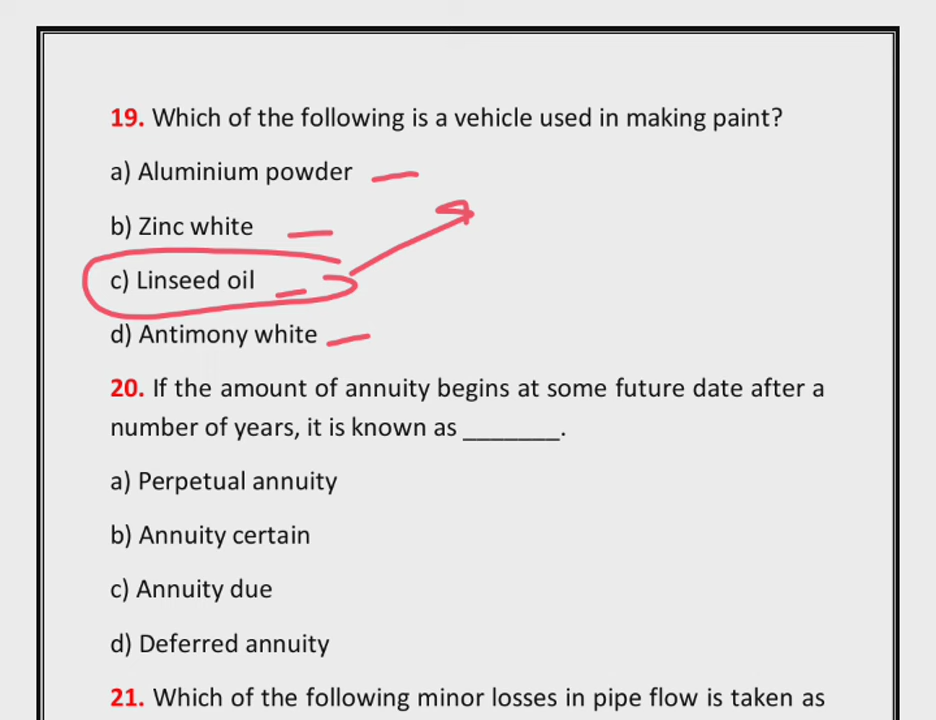 19. Which of the following is a vehicle used in making paint?
a) Aluminium powder
b) Zinc white
c) Linseed oil
d) Antimony white
20. If the amount of annuity begins at some future date after a
number of years, it is known as _______.
a) Perpetual annuity
b) Annuity certain
c) Annuity due
d) Deferred annuity
21. Which of the following minor losses in pipe flow is taken as